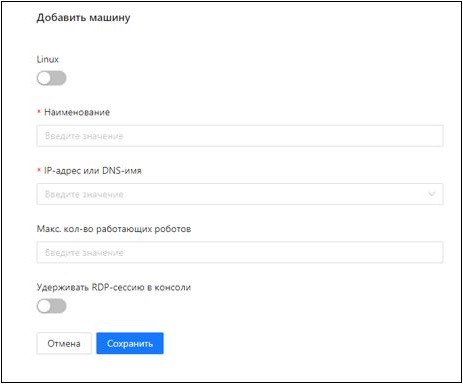 Добавить машину
Linux
* Наименование
Введите значение
* IP-адрес или DNS-имя
Введите значение
Макс. кол-во работающих роботов
Введите значение
Удерживать RDP-сессию в консоли
Отмена Сохранить